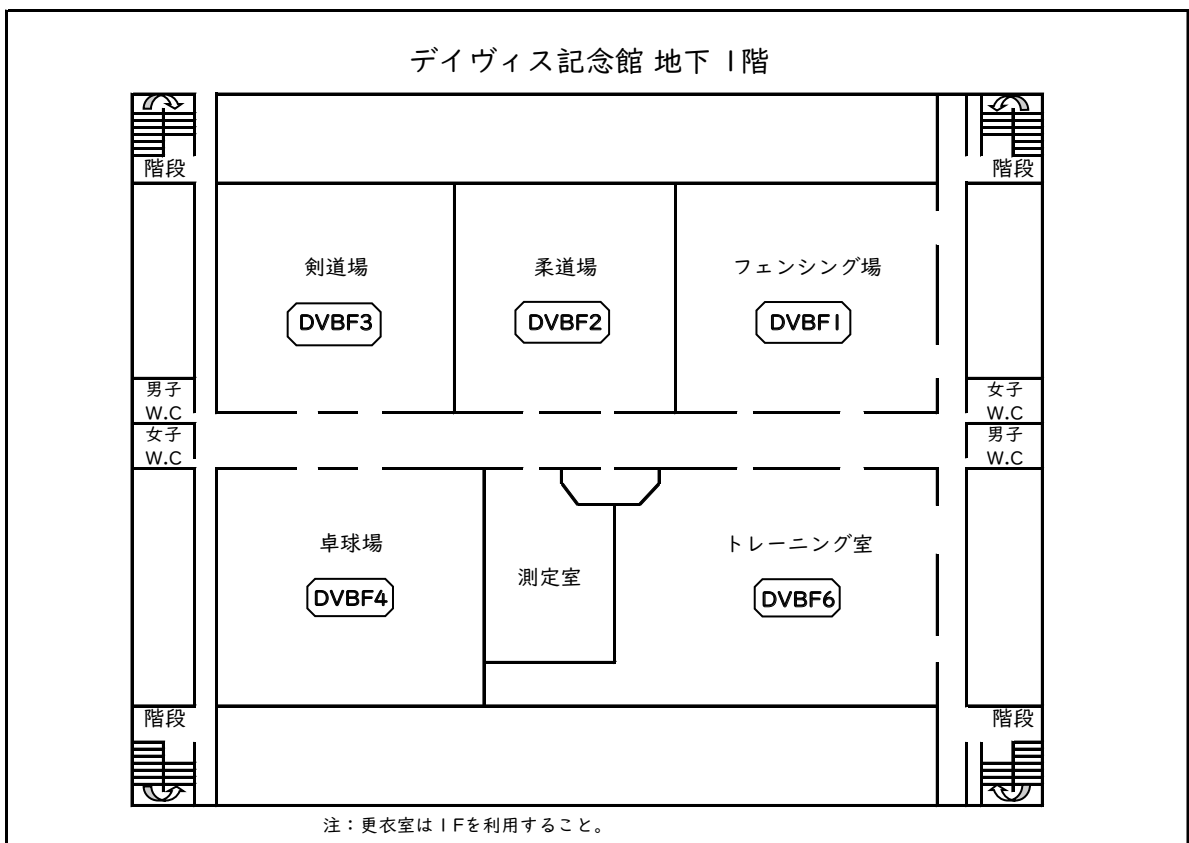 デイヴィス記念館 地下 1階
階段
階段
剣道場
柔道場
フェンシング場
DVBF3
DVBF2
DVBF1
男子
W.C
女子
W.C
女子
W.C
男子
W.C
卓球場
測定室
トレーニング室
DVBF4
DVBF6
階段
階段
注：更衣室は1Fを利用すること。